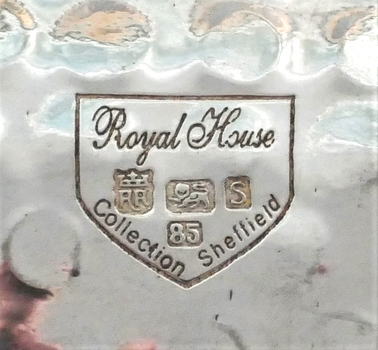 Royal House
S
85
Collection Sheffield